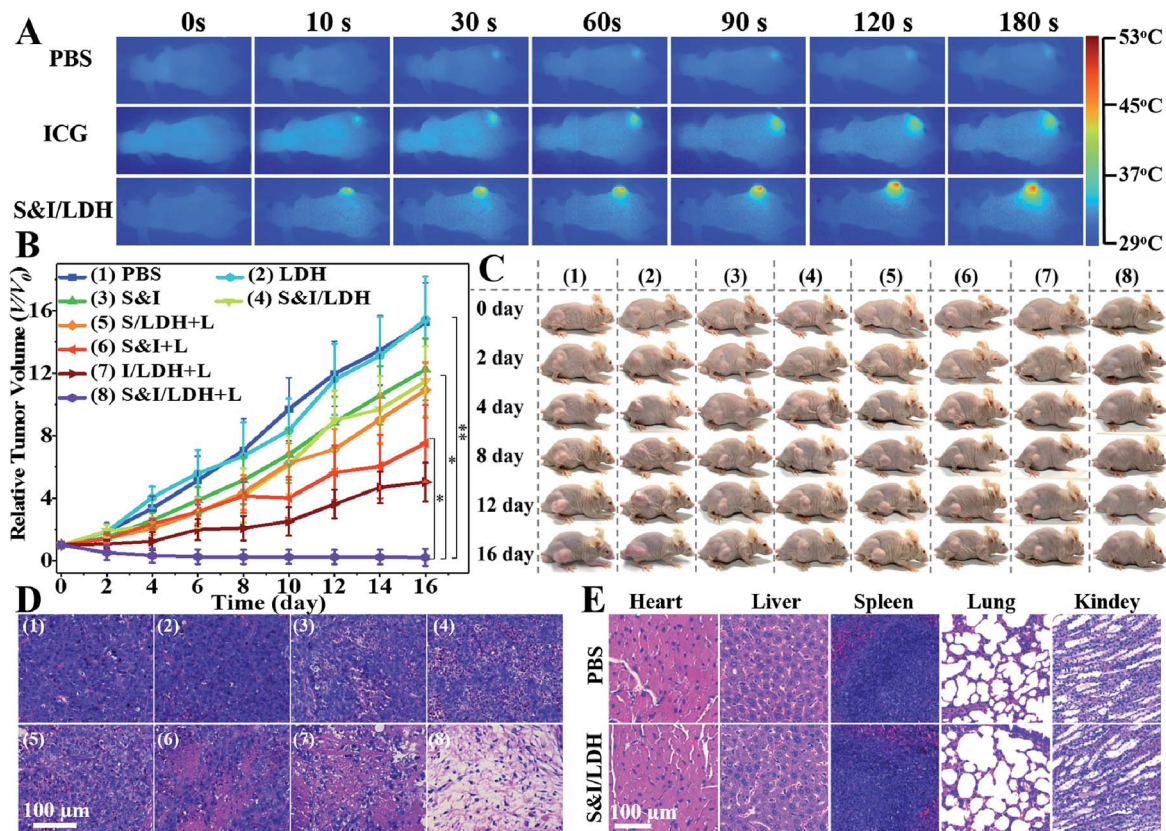 A
0s 10 s 30 s 60s 90 s 120 s 180 s
PBS
ICG
S&I/LDH
53°C
45°C
37°C
29°C
B
Relative Tumor Volume (V/V₀)
16
12
8
4
0
(1) PBS (2) LDH
(3) S&I (4) S&I/LDH
(5) S/LDH+L
(6) S&I+L
(7) I/LDH+L
(8) S&I/LDH+L
*
*
**
0 2 4 6 8 10 12 14 16
Time (day)
C
(1) (2) (3) (4) (5) (6) (7) (8)
0 day
2 day
4 day
8 day
12 day
16 day
D
(1) (2) (3) (4)
(5) (6) (7) (8)
100 μm
E
Heart Liver Spleen Lung Kindey
PBS
S&I/LDH
100 μm